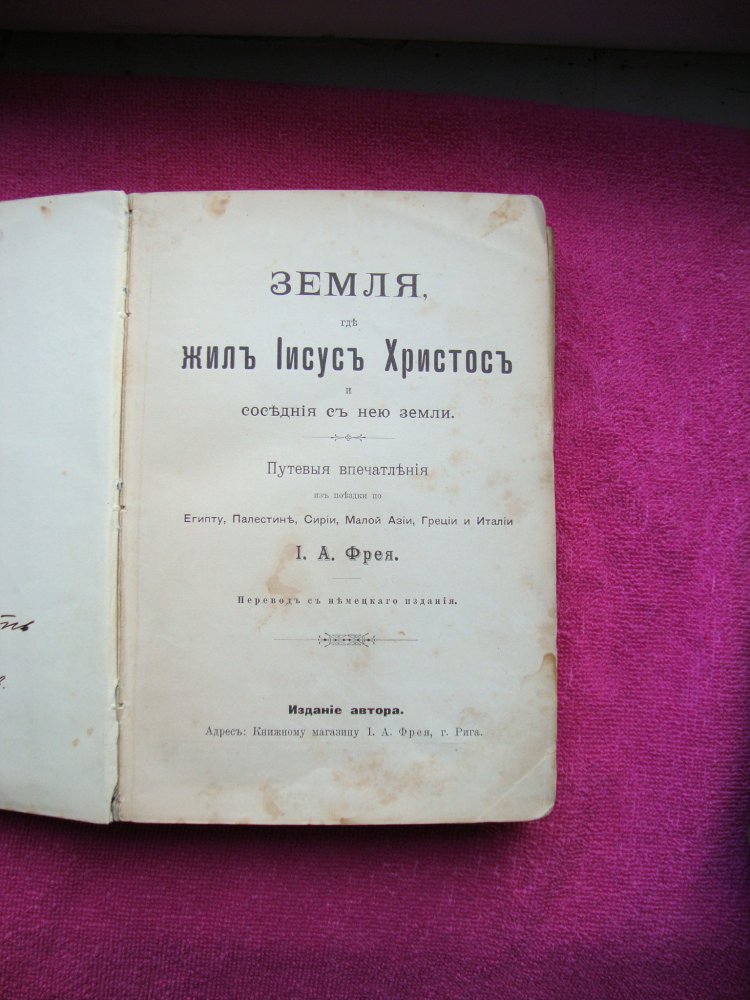 ЗЕМЛЯ,
гдѣ
жилъ Іисусъ Христосъ
и
сосѣднія съ нею земли.
Путевыя впечатлѣнія
изъ поѣздки по
Египту, Палестинѣ, Сиріи, Малой Азіи, Греціи и Италіи
І. А. Фрея.
Переводъ съ нѣмецкаго изданія.
Изданіе автора.
Адресъ: Книжному магазину І. А. Фрея, г. Рига.